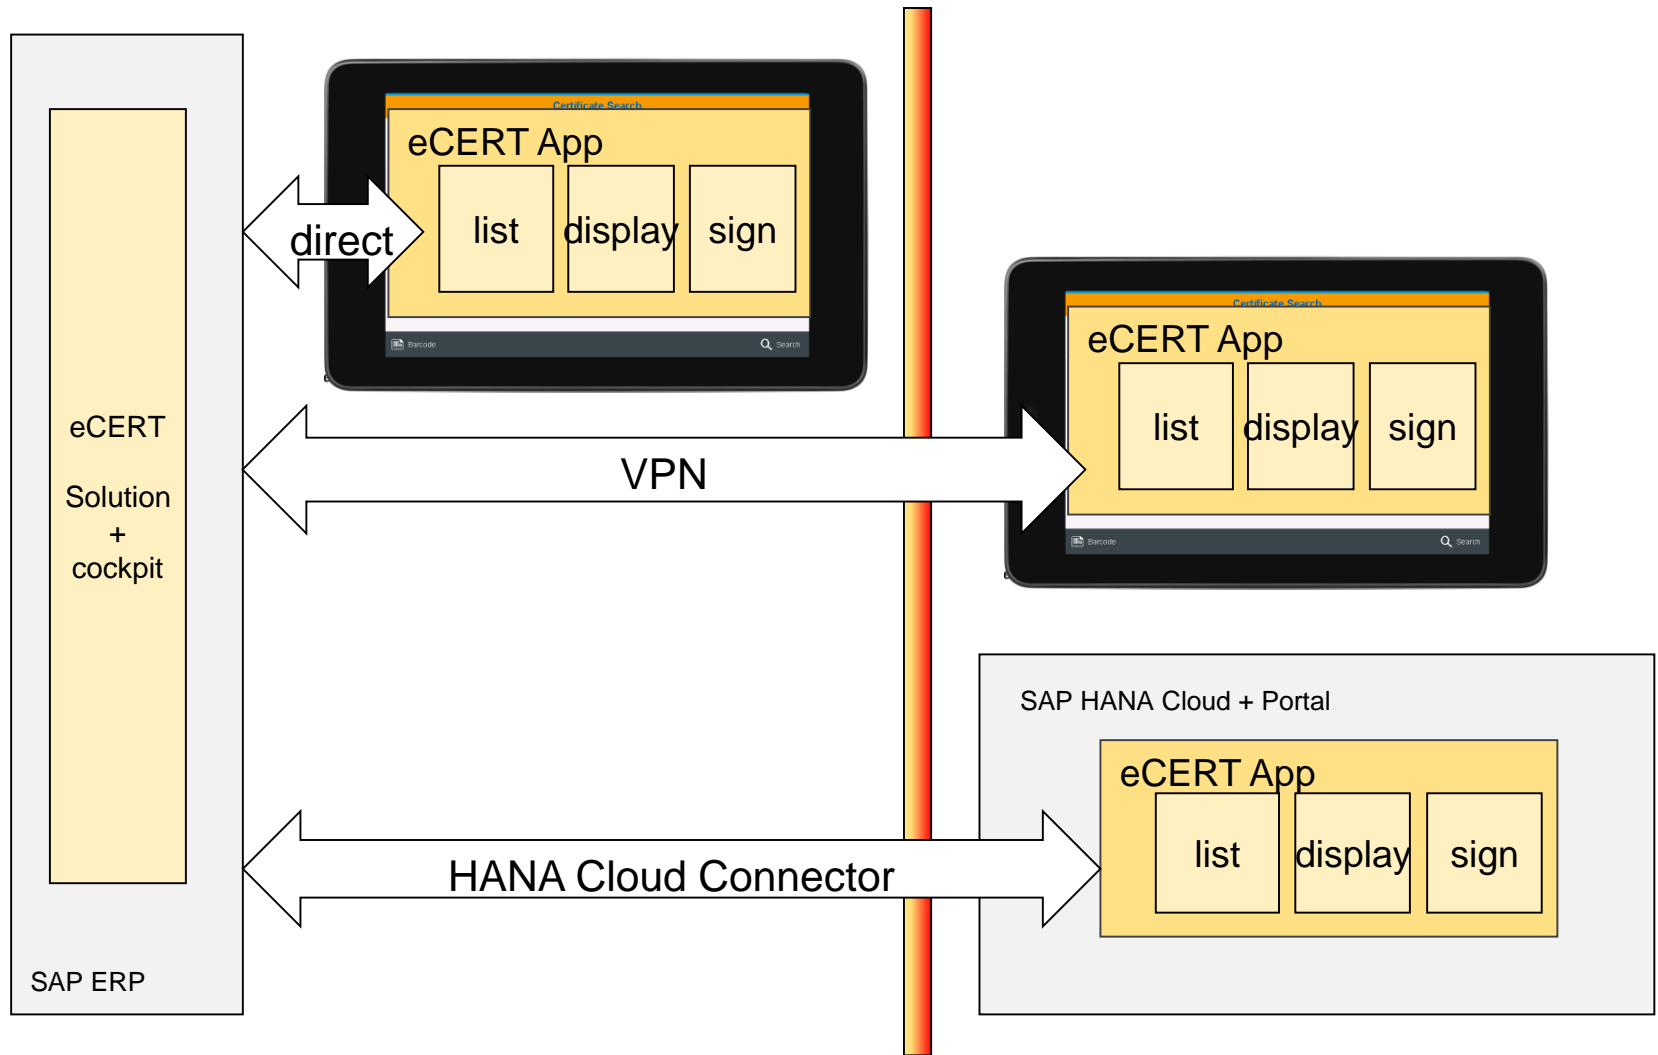 Certificate Search
eCERT App
list
display
sign
direct
Barcode
Search
Certificate Search
eCERT App
list
display
sign
Barcode
Search
eCERT
Solution
+
cockpit
VPN
SAP HANA Cloud + Portal
eCERT App
list
display
sign
HANA Cloud Connector
SAP ERP